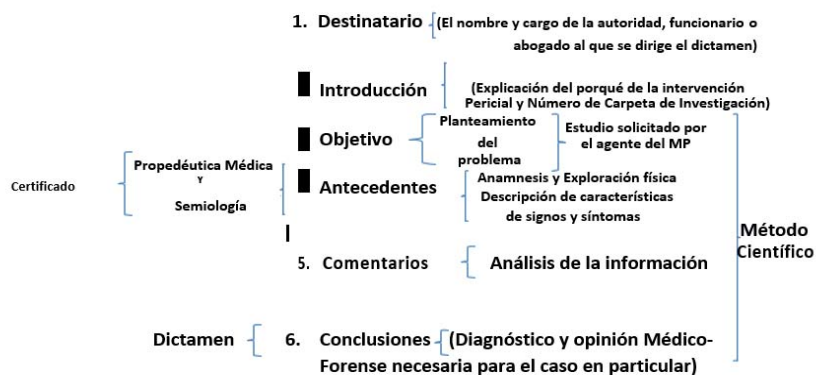 1. Destinatario (El nombre y cargo de la autoridad, funcionario o
abogado al que se dirige el dictamen)
Introducción (Explicación del porqué de la intervención
Pericial y Número de Carpeta de Investigación)
Objetivo
Planteamiento
del
problema
Estudio solicitado por
el agente del MP
Certificado
Propedéutica Médica
Y
Semiología
Antecedentes
Anamnesis y Exploración física
Descripción de características
de signos y síntomas
5. Comentarios Análisis de la información
Método
Científico
Dictamen
6. Conclusiones (Diagnóstico y opinión Médico-
Forense necesaria para el caso en particular)